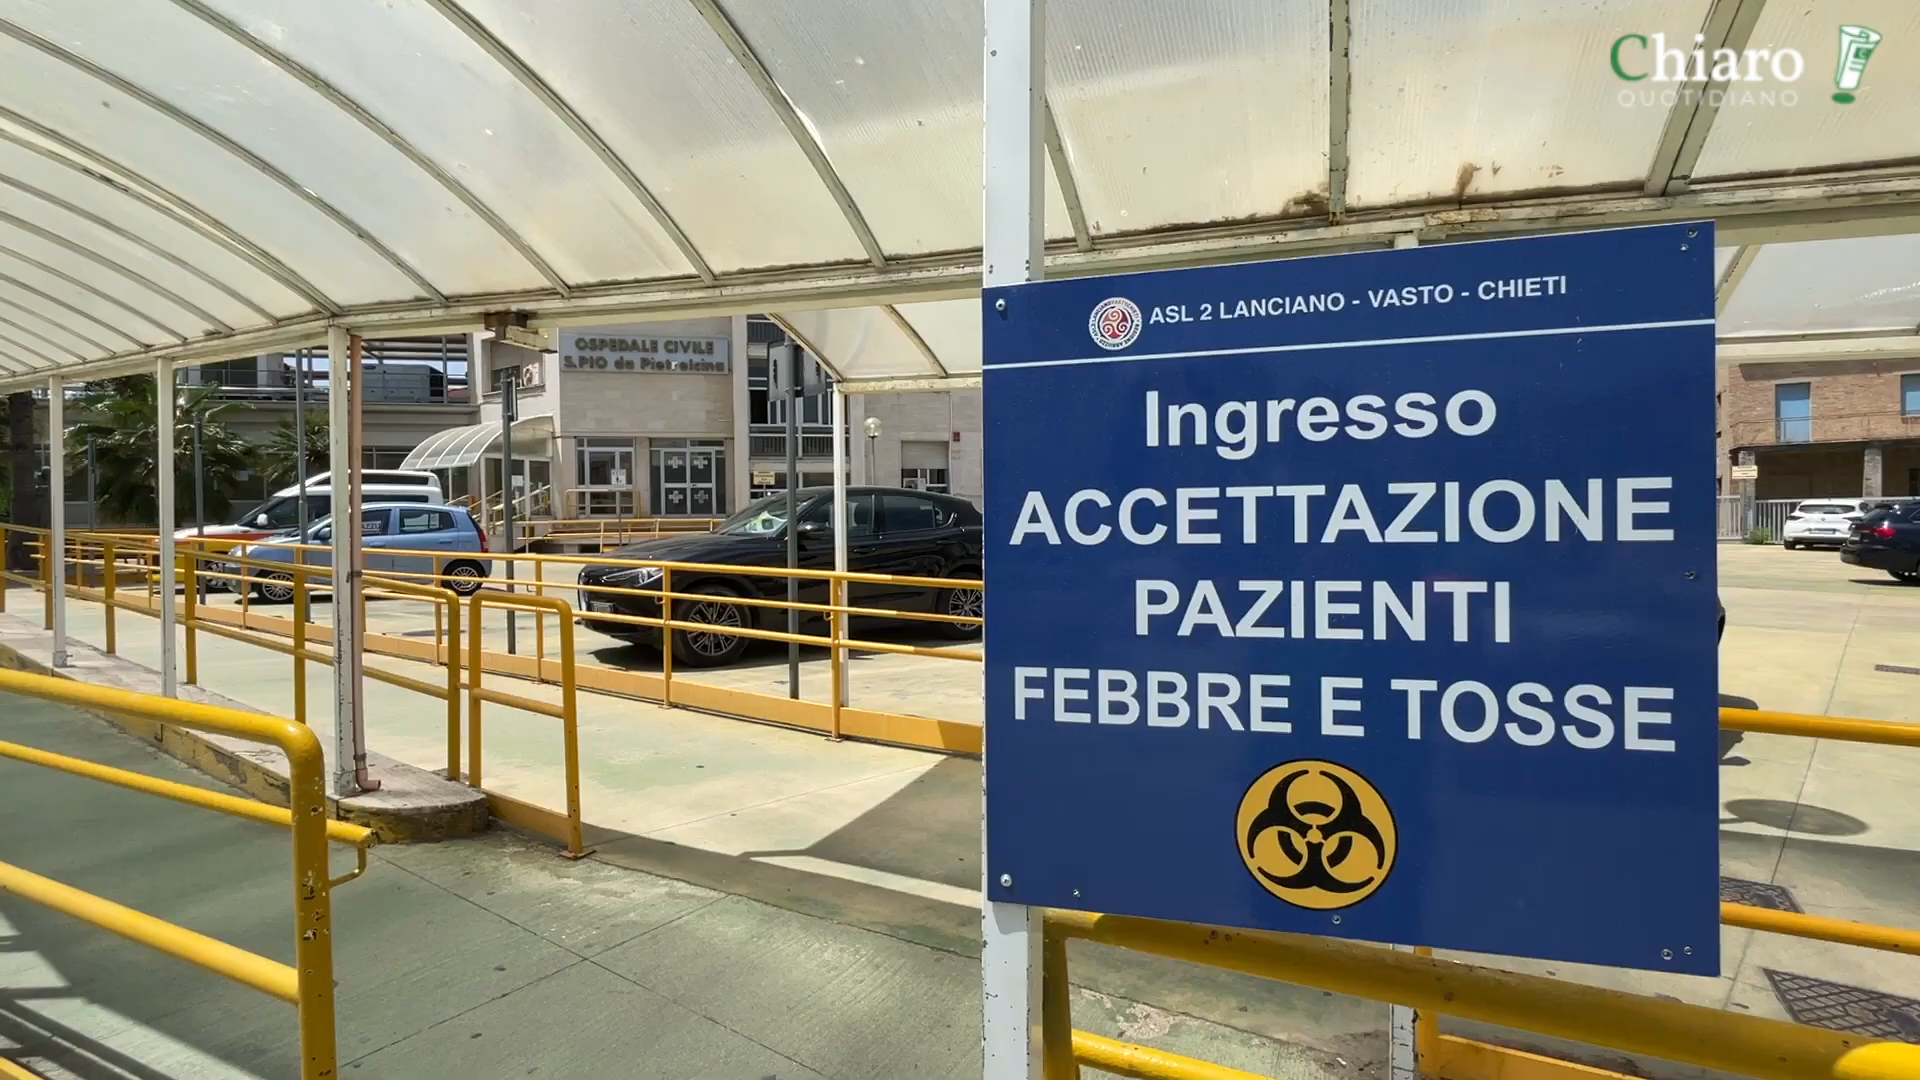 Chiaro
QUOTIDIANO
ASL 2 LANCIANO - VASTO - CHIETI
OSPEDALE CIVILE
S.PIO da Pietrelcina
Ingresso
ACCETTAZIONE
PAZIENTI
FEBBRE E TOSSE